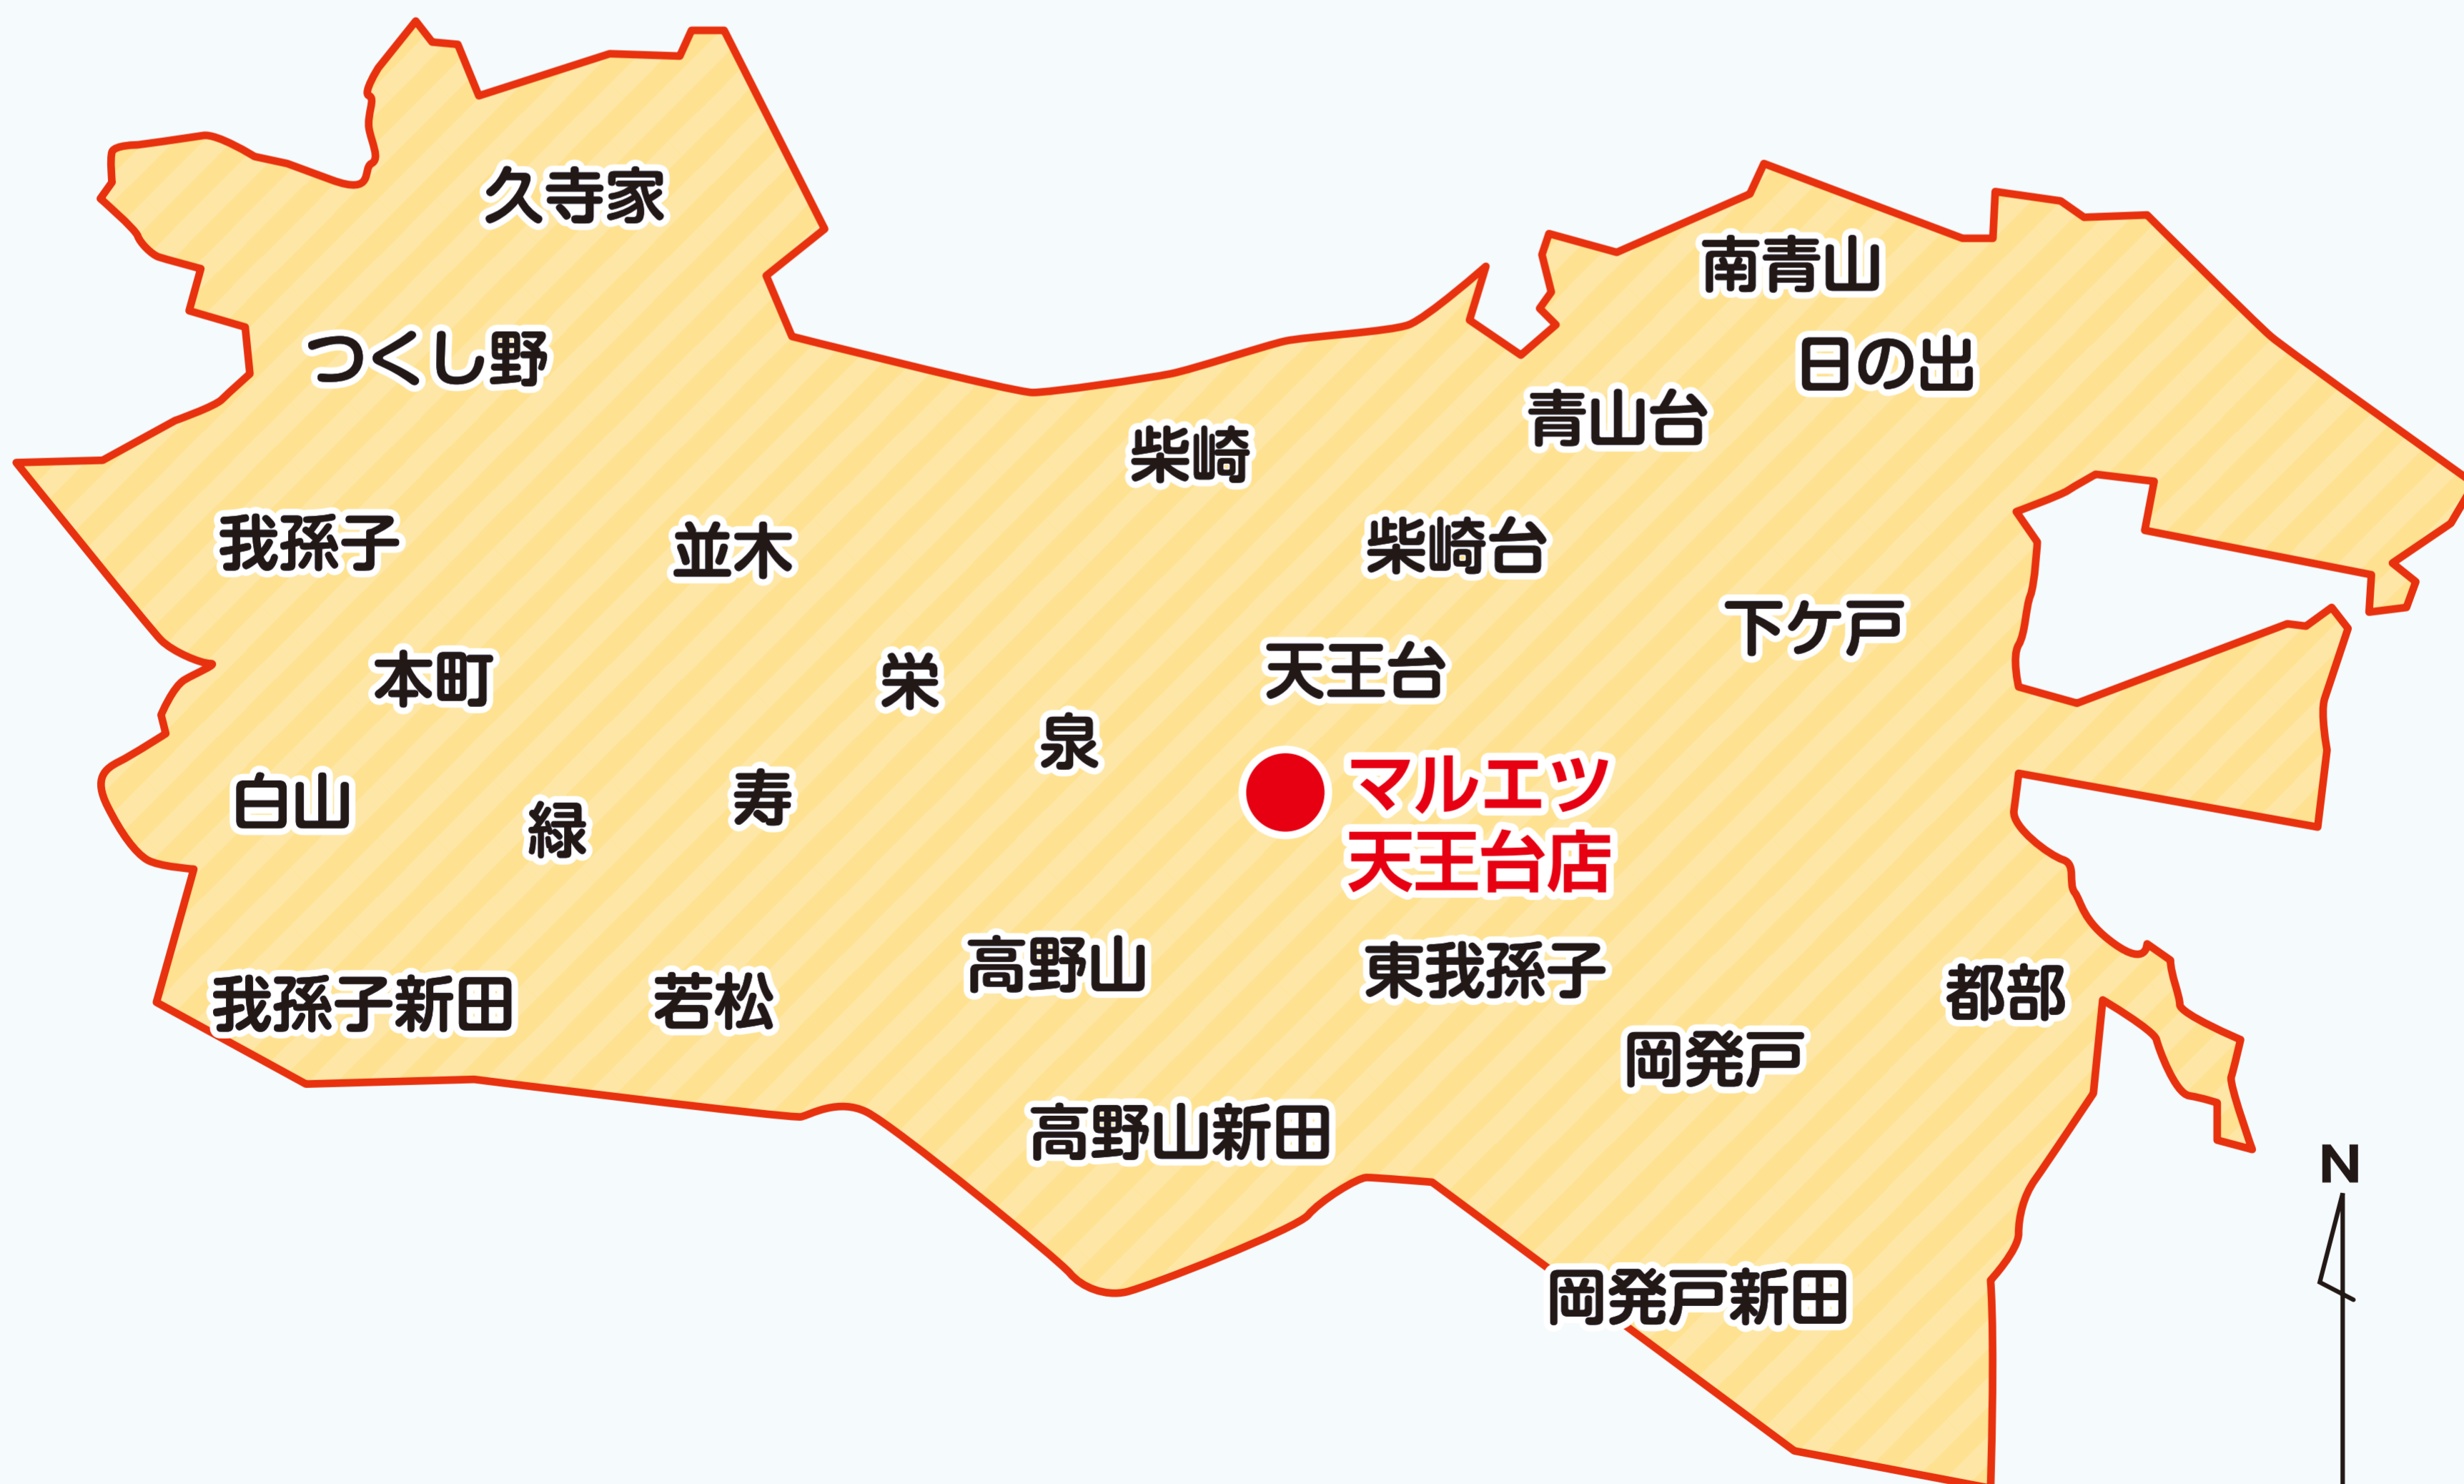 久寺家
南青山
つくし野
日の出
青山台
柴崎
我孫子
並木
柴崎台
下ケ戸
本町
栄
天王台
泉
白山
寿
緑
マルエツ
天王台店
高野山
東我孫子
都部
我孫子新田
若松
岡発戸
高野山新田
N
岡発戸新田